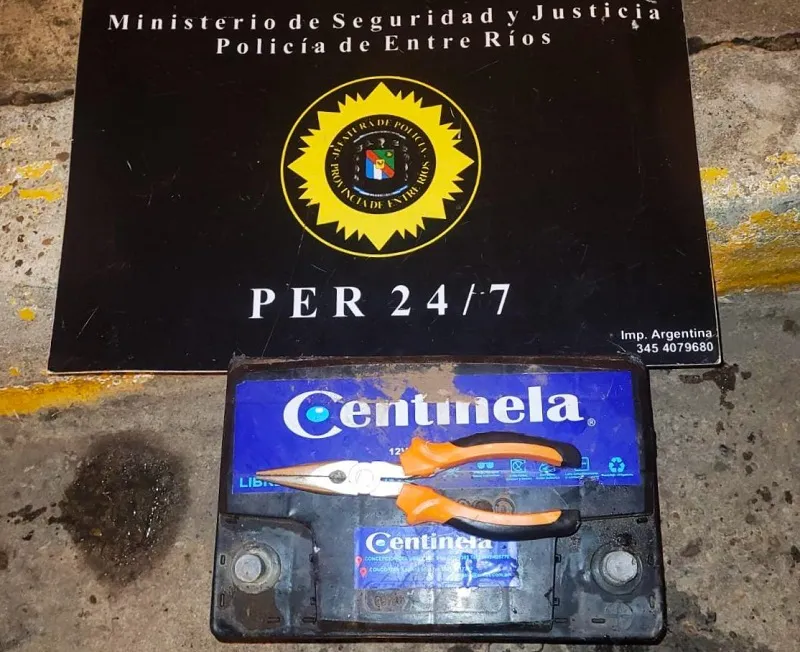 Ministerio de Seguridad y Justicia
Policía de Entre Ríos
JEFATURA DE POLICIA
PROVINCIA DE ENTRE RIOS
PER 24/7
Imp. Argentina
345 4079680
Centinela®
12V
LIBR
Centinela